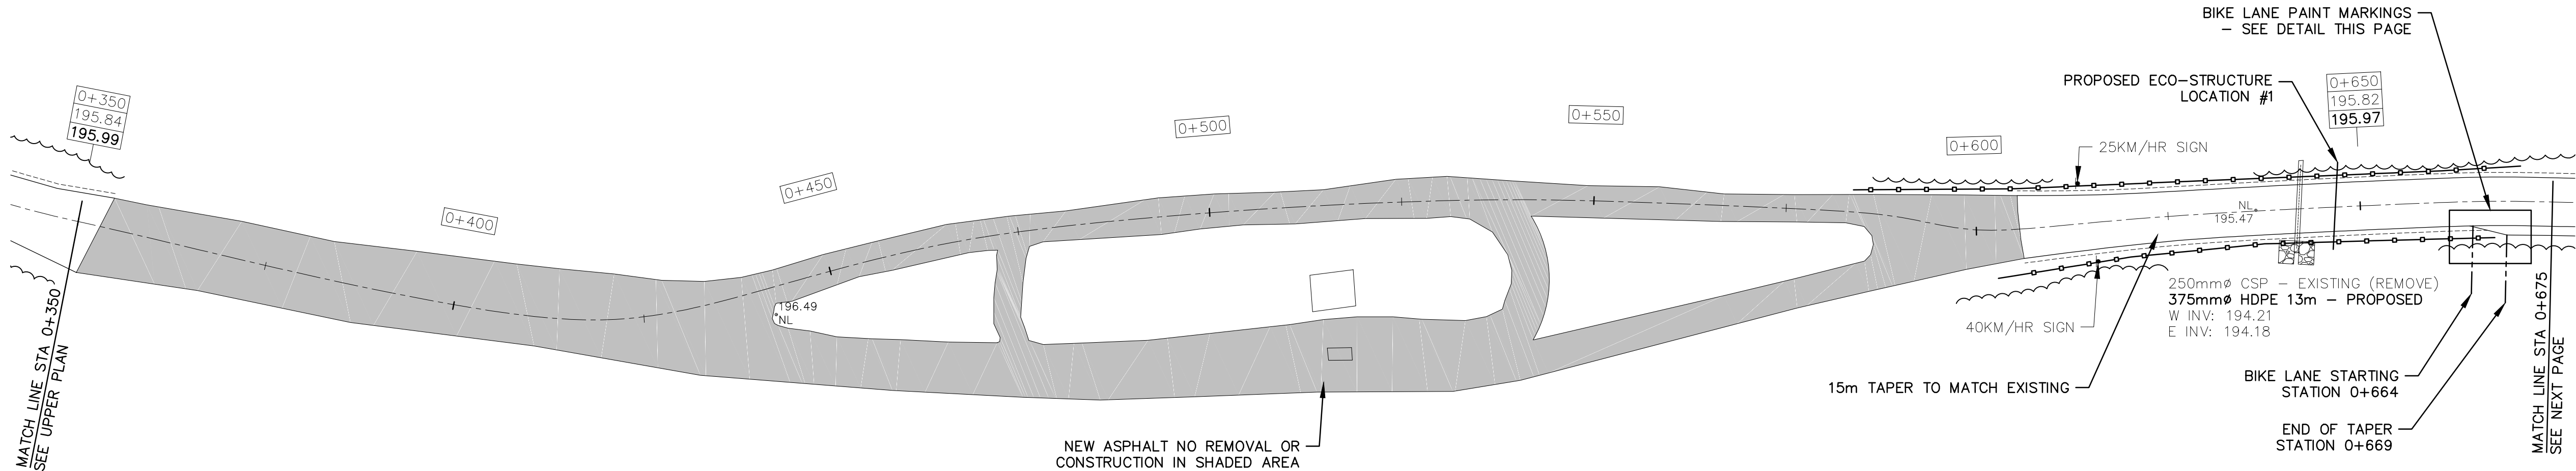 BIKE LANE PAINT MARKINGS
– SEE DETAIL THIS PAGE
PROPOSED ECO–STRUCTURE
LOCATION #1
0+350
195.84
195.99
0+400
0+450
0+500
0+550
0+600
0+650
195.82
195.97
25KM/HR SIGN
NL
195.47
196.49
NL
250mmø CSP – EXISTING (REMOVE)
375mmø HDPE 13m – PROPOSED
W INV: 194.21
E INV: 194.18
40KM/HR SIGN
15m TAPER TO MATCH EXISTING
BIKE LANE STARTING
STATION 0+664
END OF TAPER
STATION 0+669
NEW ASPHALT NO REMOVAL OR
CONSTRUCTION IN SHADED AREA
MATCH LINE STA 0+350
SEE UPPER PLAN
MATCH LINE STA 0+675
SEE NEXT PAGE